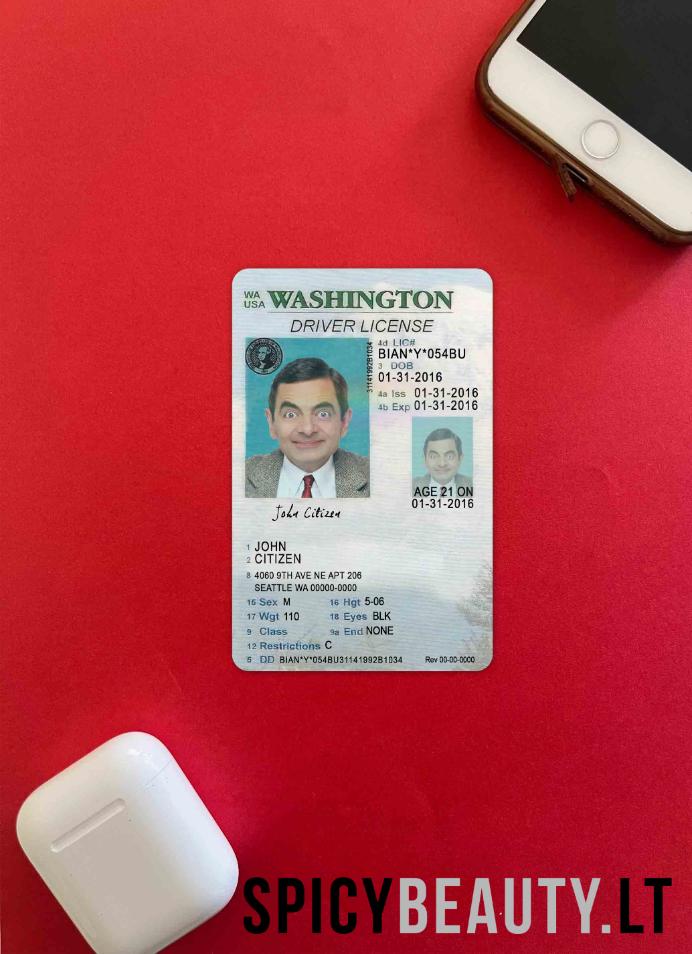 WA
USA
WASHINGTON
DRIVER LICENSE
4d LIC#
BIAN*Y*054BU
3 DOB
01-31-2016
4a Iss 01-31-2016
4b Exp 01-31-2016
31141992B1034
AGE 21 ON
01-31-2016
John Citizen
1 JOHN
2 CITIZEN
8 4060 9TH AVE NE APT 206
SEATTLE WA 00000-0000
15 Sex M 16 Hgt 5-06
17 Wgt 110 18 Eyes BLK
9 Class 9a End NONE
12 Restrictions C
5 DD BIAN*Y*054BU31141992B1034 Rev 00-00-0000
SPICYBEAUTY.LT